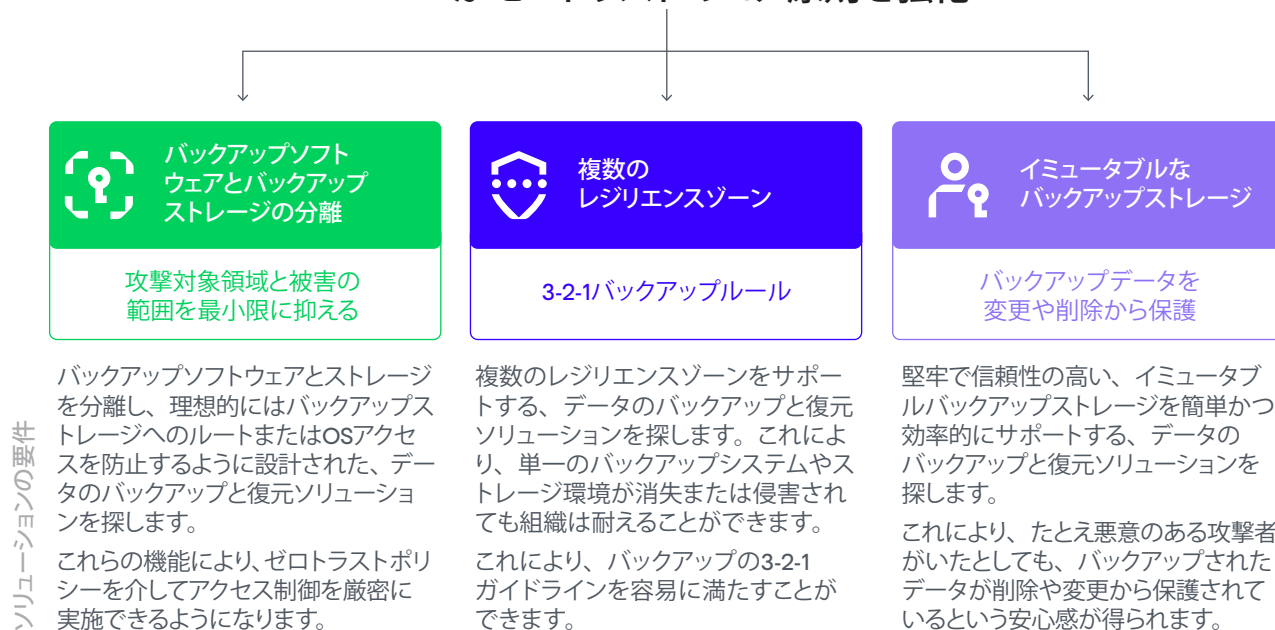 バックアップソフト
ウェアとバックアップ
ストレージの分離
攻撃対象領域と被害の
範囲を最小限に抑える
バックアップソフトウェアとストレージ
を分離し、理想的にはバックアップス
トレージへのルートまたはOSアクセ
スを防止するように設計された、デー
タのバックアップと復元ソリューショ
ンを探します。
これらの機能により、ゼロトラストポリ
シーを介してアクセス制御を厳密に
実施できるようになります。
複数の
レジリエンスゾーン
3-2-1バックアップルール
複数のレジリエンスゾーンをサポー
トする、データのバックアップと復元
ソリューションを探します。これによ
り、単一のバックアップシステムやス
トレージ環境が消失または侵害され
ても組織は耐えることができます。
これにより、バックアップの3-2-1
ガイドラインを容易に満たすことが
できます。
イミュータブルな
バックアップストレージ
バックアップデータを
変更や削除から保護
堅牢で信頼性の高い、イミュータブ
ルバックアップストレージを簡単かつ
効率的にサポートする、データの
バックアップと復元ソリューションを
探します。
これにより、たとえ悪意のある攻撃者
がいたとしても、バックアップされた
データが削除や変更から保護されて
いるという安心感が得られます。
ソリューションの要件